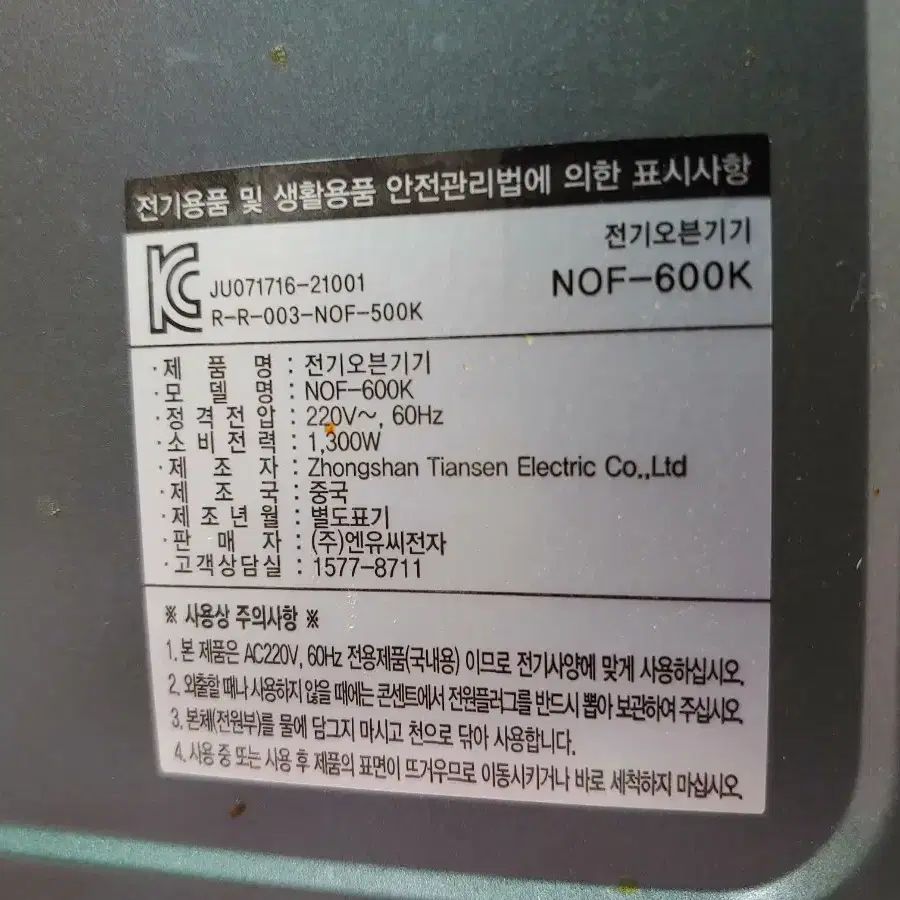 전기용품 및 생활용품 안전관리법에 의한 표시사항
전기오븐기기
NOF-600K
JU071716-21001
R-R-003-NOF-500K
· 제 품 명 : 전기오븐기기
· 모 델 명 : NOF-600K
· 정 격 전 압 : 220V~, 60Hz
· 소 비 전 력 : 1,300W
· 제 조 자 : Zhongshan Tiansen Electric Co.,Ltd
· 제 조 국 : 중국
· 제 조 년 월 : 별도표기
· 판 매 자 : (주)엔유씨전자
· 고객상담실 : 1577-8711
※ 사용상 주의사항 ※
1. 본 제품은 AC220V, 60Hz 전용제품(국내용) 이므로 전기사양에 맞게 사용하십시오.
2. 외출할 때나 사용하지 않을 때에는 콘센트에서 전원플러그를 반드시 뽑아 보관하여 주십시오.
3. 본체(전원부)를 물에 담그지 마시고 천으로 닦아 사용합니다.
4. 사용 중 또는 사용 후 제품의 표면이 뜨거우므로 이동시키거나 바로 세척하지 마십시오.